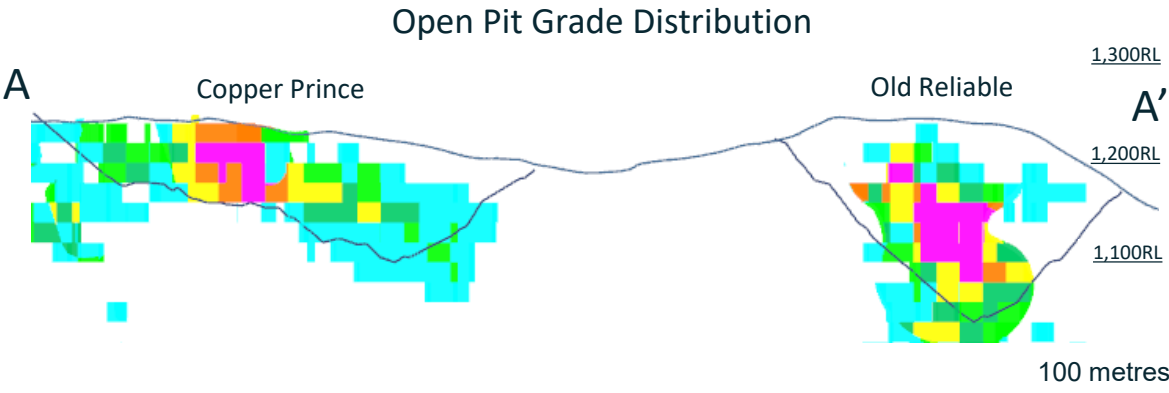 Open Pit Grade Distribution
1,300RL
A
Copper Prince
Old Reliable
A’
1,200RL
1,100RL
100 metres